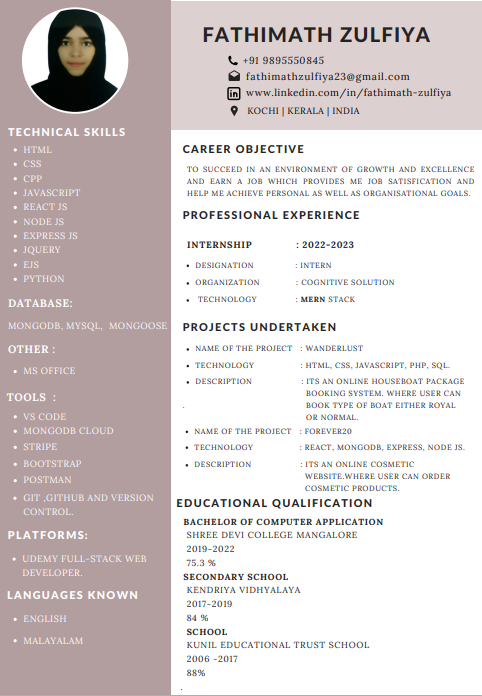 FATHIMATH ZULFIYA
+91 9895550845
fathimathzulfiya23@gmail.com
www.linkedin.com/in/fathimath-zulfiya
KOCHI | KERALA | INDIA
TECHNICAL SKILLS
• HTML
• CSS
• CPP
• JAVASCRIPT
• REACT JS
• NODE JS
• EXPRESS JS
• JQUERY
• EJS
• PYTHON
DATABASE:
MONGODB, MYSQL, MONGOOSE
OTHER :
• MS OFFICE
TOOLS :
• VS CODE
• MONGODB CLOUD
• STRIPE
• BOOTSTRAP
• POSTMAN
• GIT ,GITHUB AND VERSION
CONTROL.
PLATFORMS:
• UDEMY FULL-STACK WEB
DEVELOPER.
LANGUAGES KNOWN
• ENGLISH
• MALAYALAM
CAREER OBJECTIVE
TO SUCCEED IN AN ENVIRONMENT OF GROWTH AND EXCELLENCE
AND EARN A JOB WHICH PROVIDES ME JOB SATISFICATION AND
HELP ME ACHIEVE PERSONAL AS WELL AS ORGANISATIONAL GOALS.
PROFESSIONAL EXPERIENCE
INTERNSHIP : 2022-2023
• DESIGNATION : INTERN
• ORGANIZATION : COGNITIVE SOLUTION
• TECHNOLOGY : MERN STACK
PROJECTS UNDERTAKEN
• NAME OF THE PROJECT : WANDERLUST
• TECHNOLOGY : HTML, CSS, JAVASCRIPT, PHP, SQL.
• DESCRIPTION : ITS AN ONLINE HOUSEBOAT PACKAGE
BOOKING SYSTEM. WHERE USER CAN
. BOOK TYPE OF BOAT EITHER ROYAL
OR NORMAL.
• NAME OF THE PROJECT : FOREVER20
• TECHNOLOGY : REACT, MONGODB, EXPRESS, NODE JS.
• DESCRIPTION : ITS AN ONLINE COSMETIC
WEBSITE.WHERE USER CAN ORDER
COSMETIC PRODUCTS.
EDUCATIONAL QUALIFICATION
BACHELOR OF COMPUTER APPLICATION
SHREE DEVI COLLEGE MANGALORE
2019-2022
75.3 %
SECONDARY SCHOOL
KENDRIYA VIDHYALAYA
2017-2019
84 %
SCHOOL
KUNIL EDUCATIONAL TRUST SCHOOL
2006 -2017
88%
.